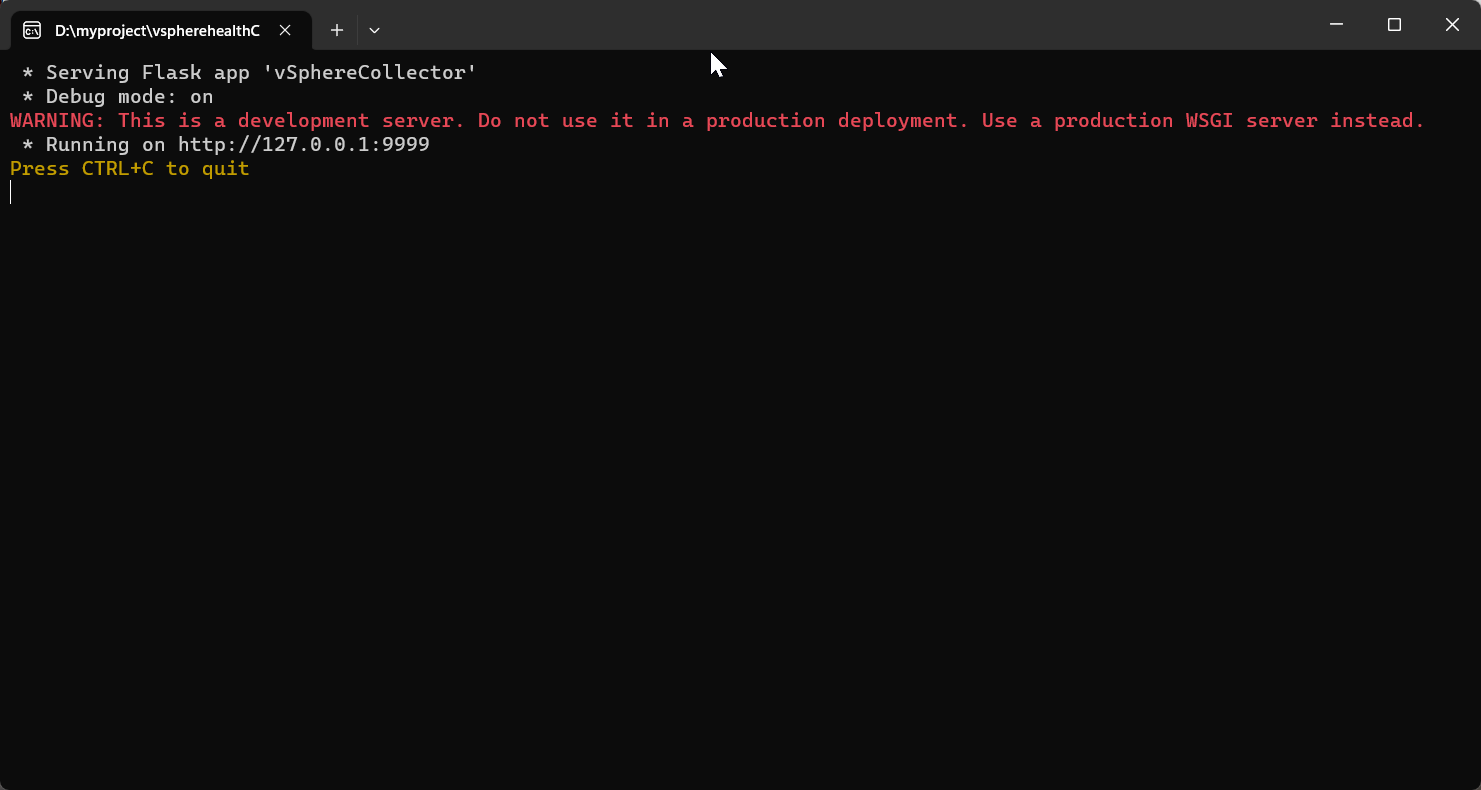 D:\myproject\vspherehealthC
* Serving Flask app 'vSphereCollector'
* Debug mode: on
WARNING: This is a development server. Do not use it in a production deployment. Use a production WSGI server instead.
* Running on http://127.0.0.1:9999
Press CTRL+C to quit